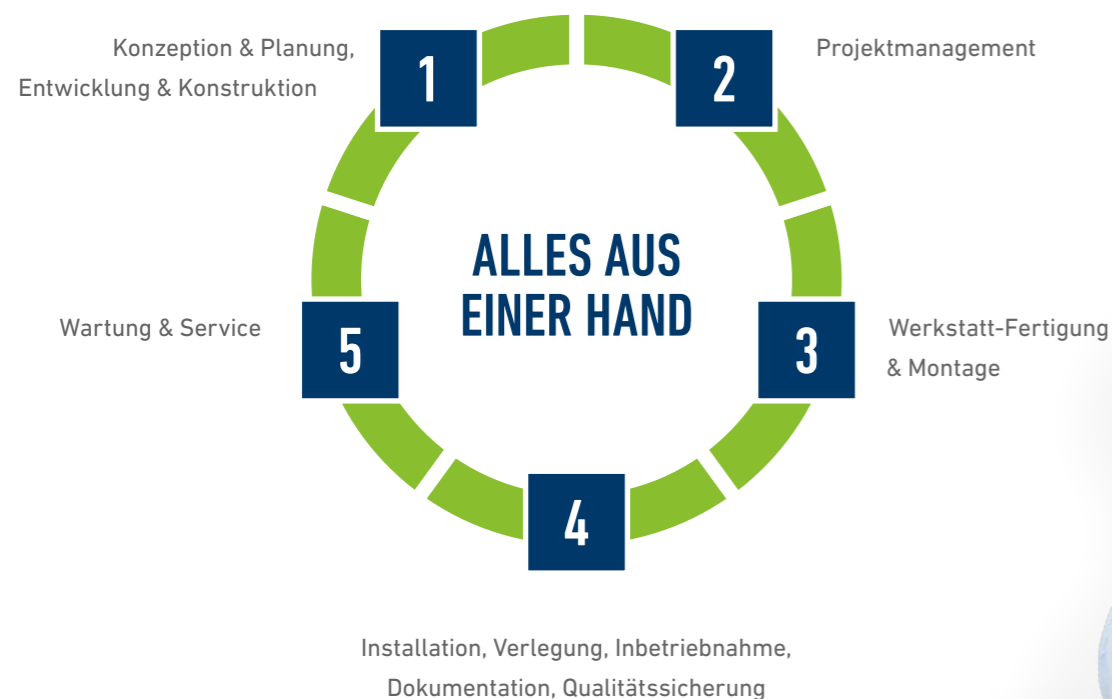 Konzeption & Planung,
Entwicklung & Konstruktion
1
2
Projektmanagement
ALLES AUS
EINER HAND
Wartung & Service
5
3
Werkstatt-Fertigung
& Montage
4
Installation, Verlegung, Inbetriebnahme,
Dokumentation, Qualitätssicherung